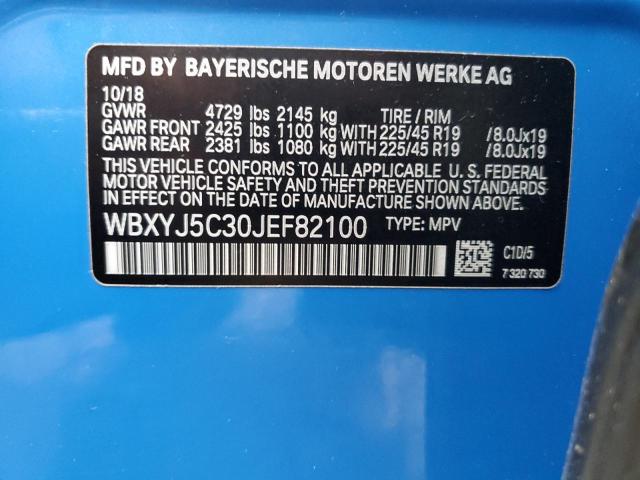 MFD BY BAYERISCHE MOTOREN WERKE AG
10/18
GVWR 4729 lbs 2145 kg TIRE / RIM
GAWR FRONT 2425 lbs 1100 kg WITH 225/45 R19 /8.0Jx19
GAWR REAR 2381 lbs 1080 kg WITH 225/45 R19 /8.0Jx19
THIS VEHICLE CONFORMS TO ALL APPLICABLE U. S. FEDERAL
MOTOR VEHICLE SAFETY AND THEFT PREVENTION STANDARDS
IN EFFECT ON THE DATE OF MANUFACTURE SHOWN ABOVE.
WBXYJ5C30JEF82100 TYPE: MPV
C1D/5
7 320 730